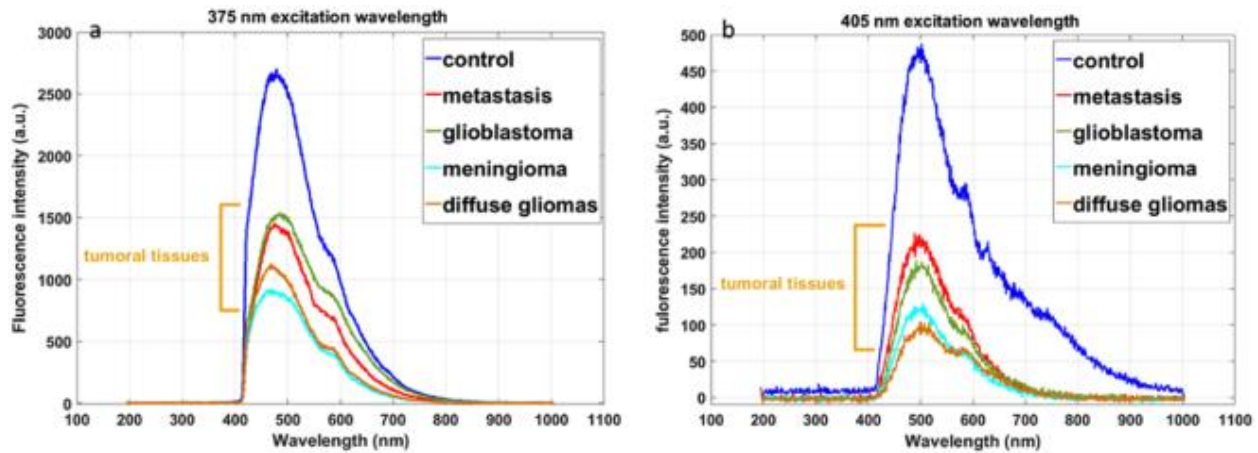 a
375 nm excitation wavelength
3000
2500
2000
1500
1000
500
0
Fluorescence intensity (a.u.)
control
metastasis
glioblastoma
meningioma
diffuse gliomas
tumoral tissues
100 200 300 400 500 600 700 800 900 1000 1100
Wavelength (nm)
b
405 nm excitation wavelength
500
450
400
350
300
250
200
150
100
50
0
fulorescence intensity (a.u.)
control
metastasis
glioblastoma
meningioma
diffuse gliomas
tumoral tissues
100 200 300 400 500 600 700 800 900 1000 1100
Wavelength (nm)